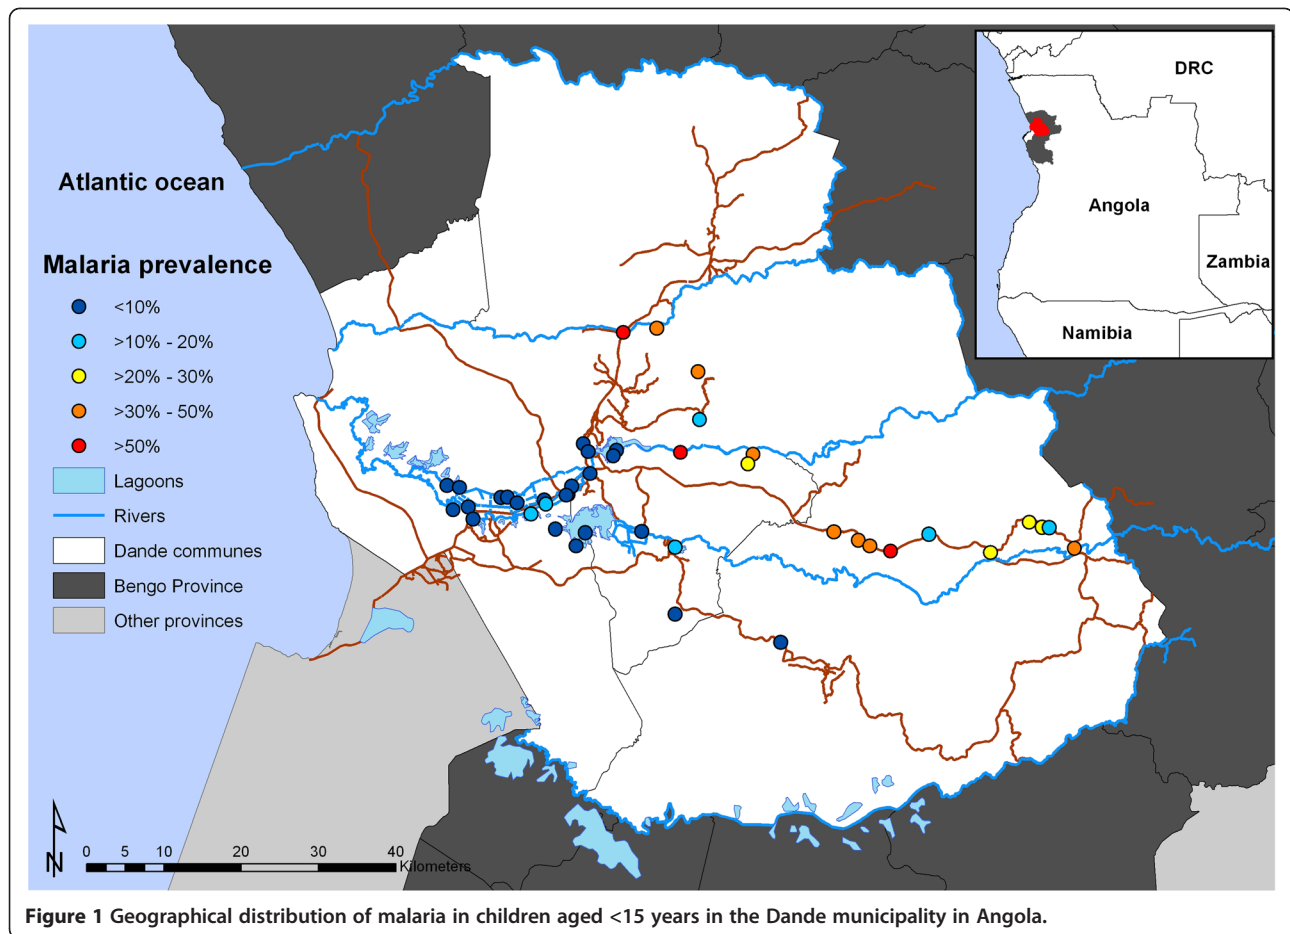 Atlantic ocean
Malaria prevalence
<10%
>10% - 20%
>20% - 30%
>30% - 50%
>50%
Lagoons
Rivers
Dande communes
Bengo Province
Other provinces
N
0 5 10 20 30 40
Kilometers
DRC
Angola
Zambia
Namibia
Figure 1 Geographical distribution of malaria in children aged <15 years in the Dande municipality in Angola.